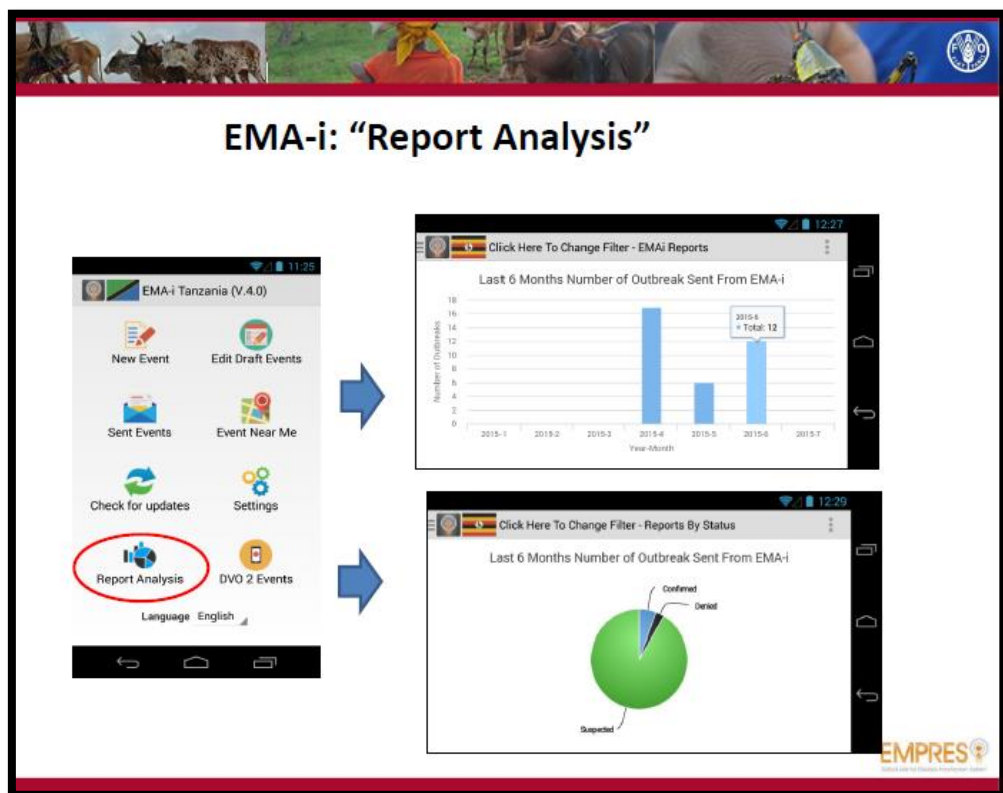 EMA-i: “Report Analysis”
11:25
EMA-i Tanzania (V.4.0)
New Event
Edit Draft Events
Sent Events
Event Near Me
Check for updates
Settings
Report Analysis
DVO 2 Events
Language English
12:27
Click Here To Change Filter - EMAi Reports
Last 6 Months Number of Outbreak Sent From EMA-i
Number of Outbreaks
18
16
14
12
10
8
6
4
2
0
2015-6
Total: 12
2015-1 2015-2 2015-3 2015-4 2015-5 2015-6 2015-7
Year-Month
12:29
Click Here To Change Filter - Reports By Status
Last 6 Months Number of Outbreak Sent From EMA-i
Confirmed
Denied
Suspected
EMPRES